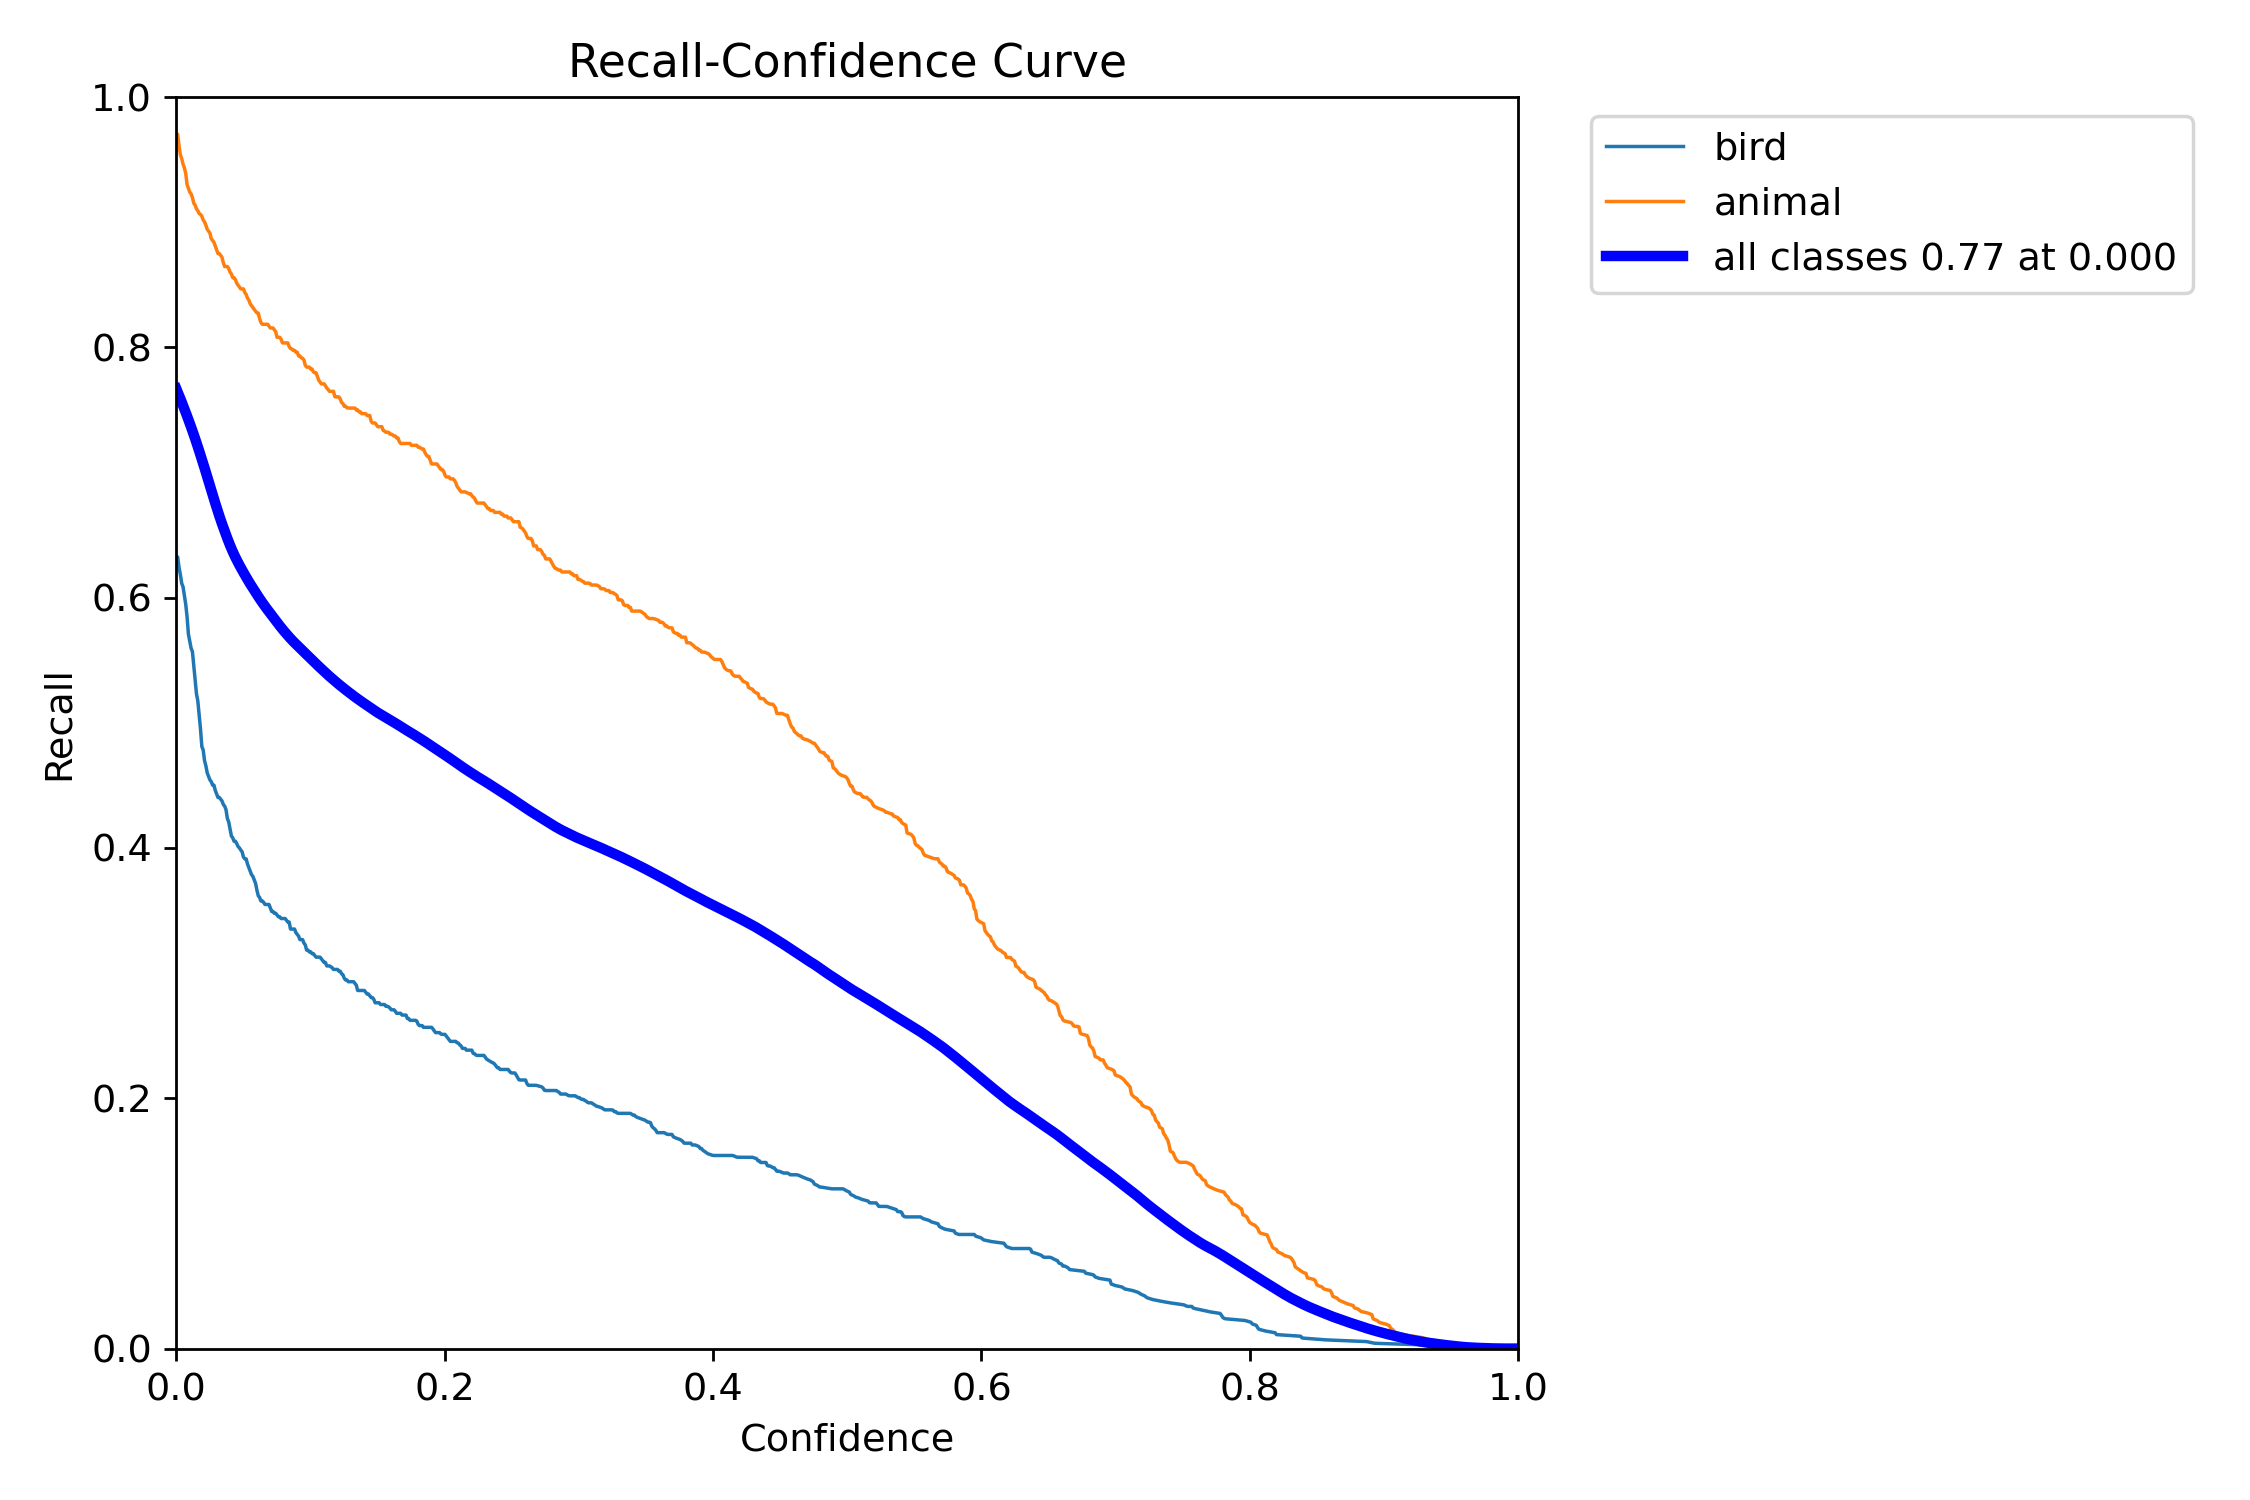 Recall-Confidence Curve
1.0
0.8
0.6
0.4
0.2
0.0
Recall
0.0 0.2 0.4 0.6 0.8 1.0
Confidence
bird
animal
all classes 0.77 at 0.000